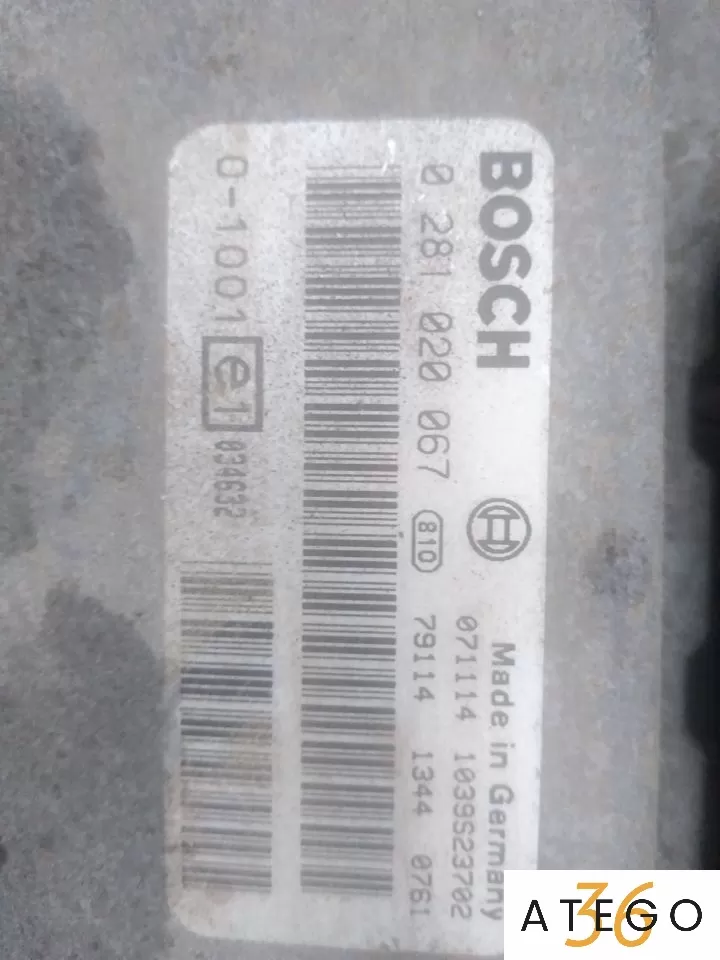 BOSCH
Made in Germany
071114 1039S23702
0 281 020 067 810 79114 1344 0761
0-1001 e1 034632
36
ATEGO